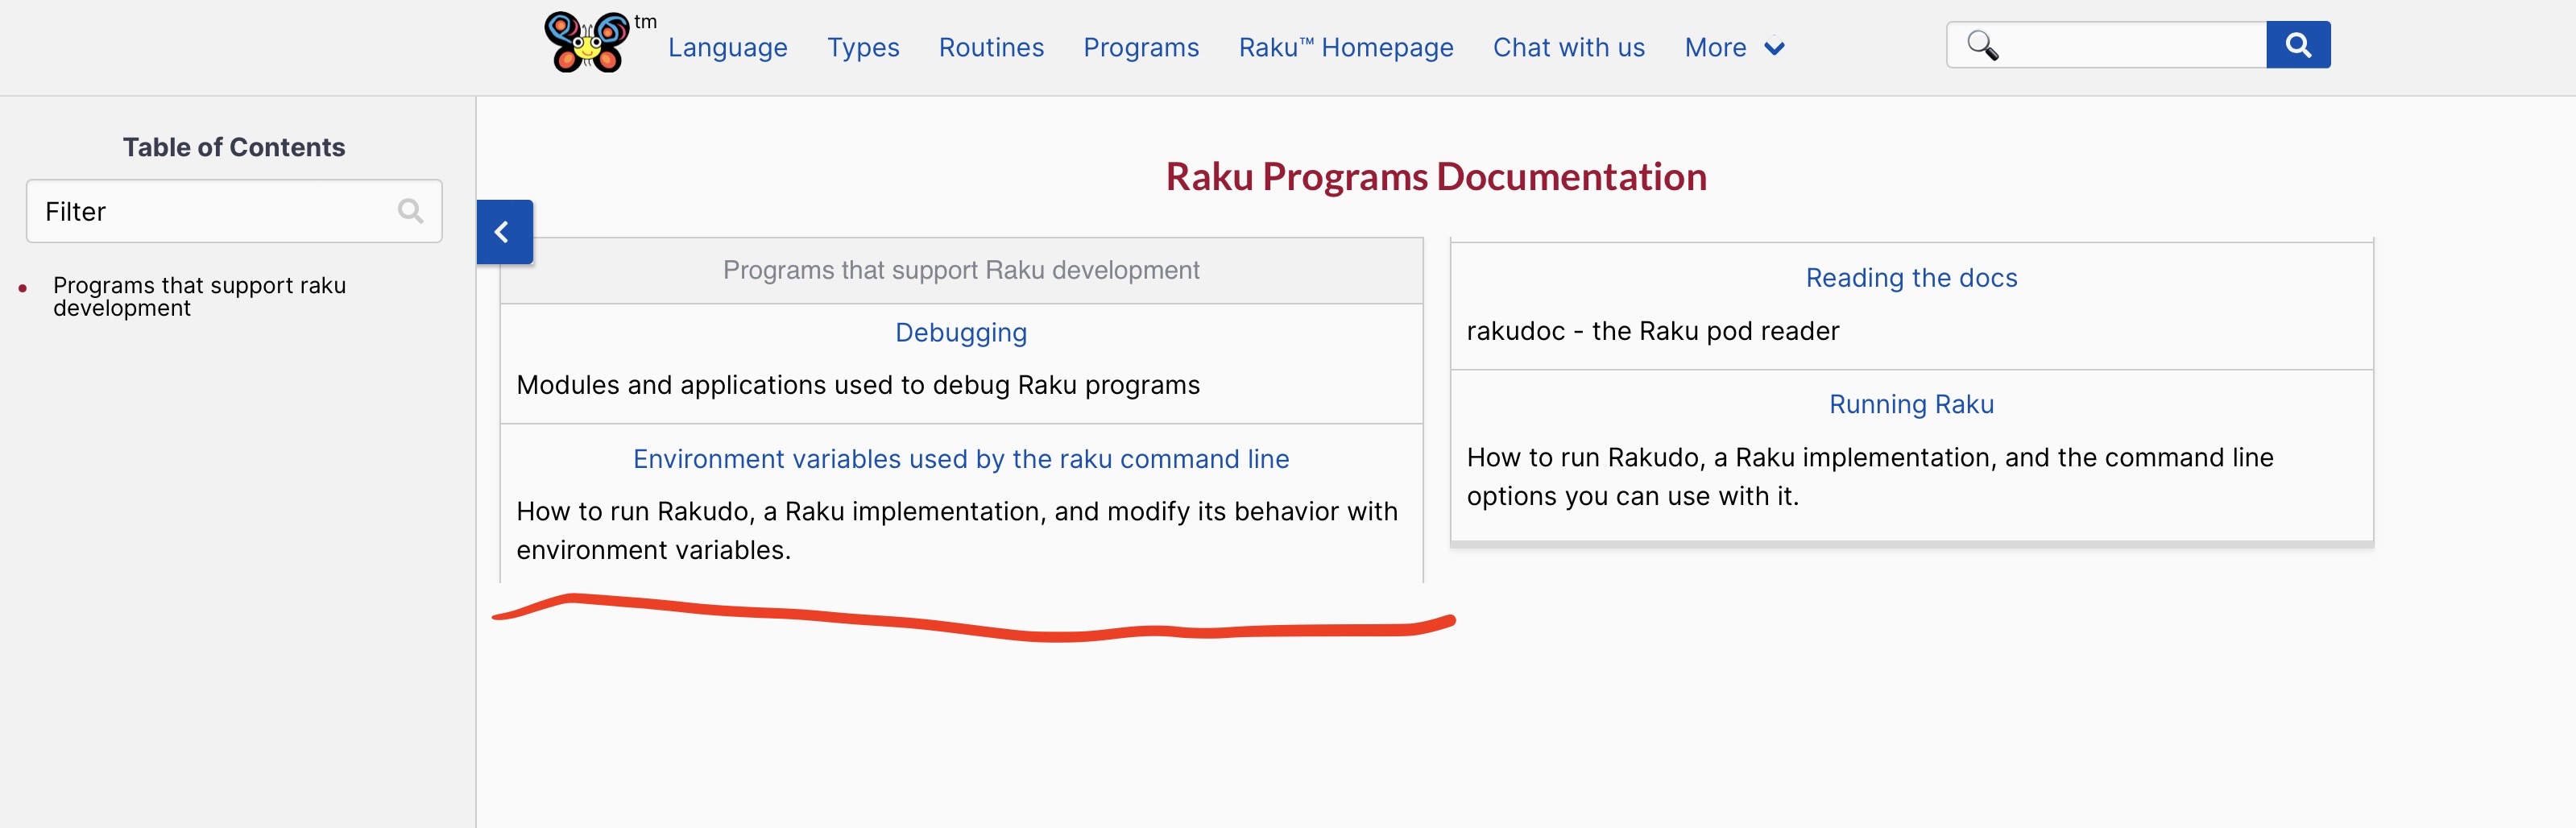 tm
Language Types Routines Programs Raku™ Homepage Chat with us More
Table of Contents
Filter
Programs that support raku
development
Raku Programs Documentation
Programs that support Raku development
Debugging
Modules and applications used to debug Raku programs
Environment variables used by the raku command line
How to run Rakudo, a Raku implementation, and modify its behavior with
environment variables.
Reading the docs
rakudoc - the Raku pod reader
Running Raku
How to run Rakudo, a Raku implementation, and the command line
options you can use with it.